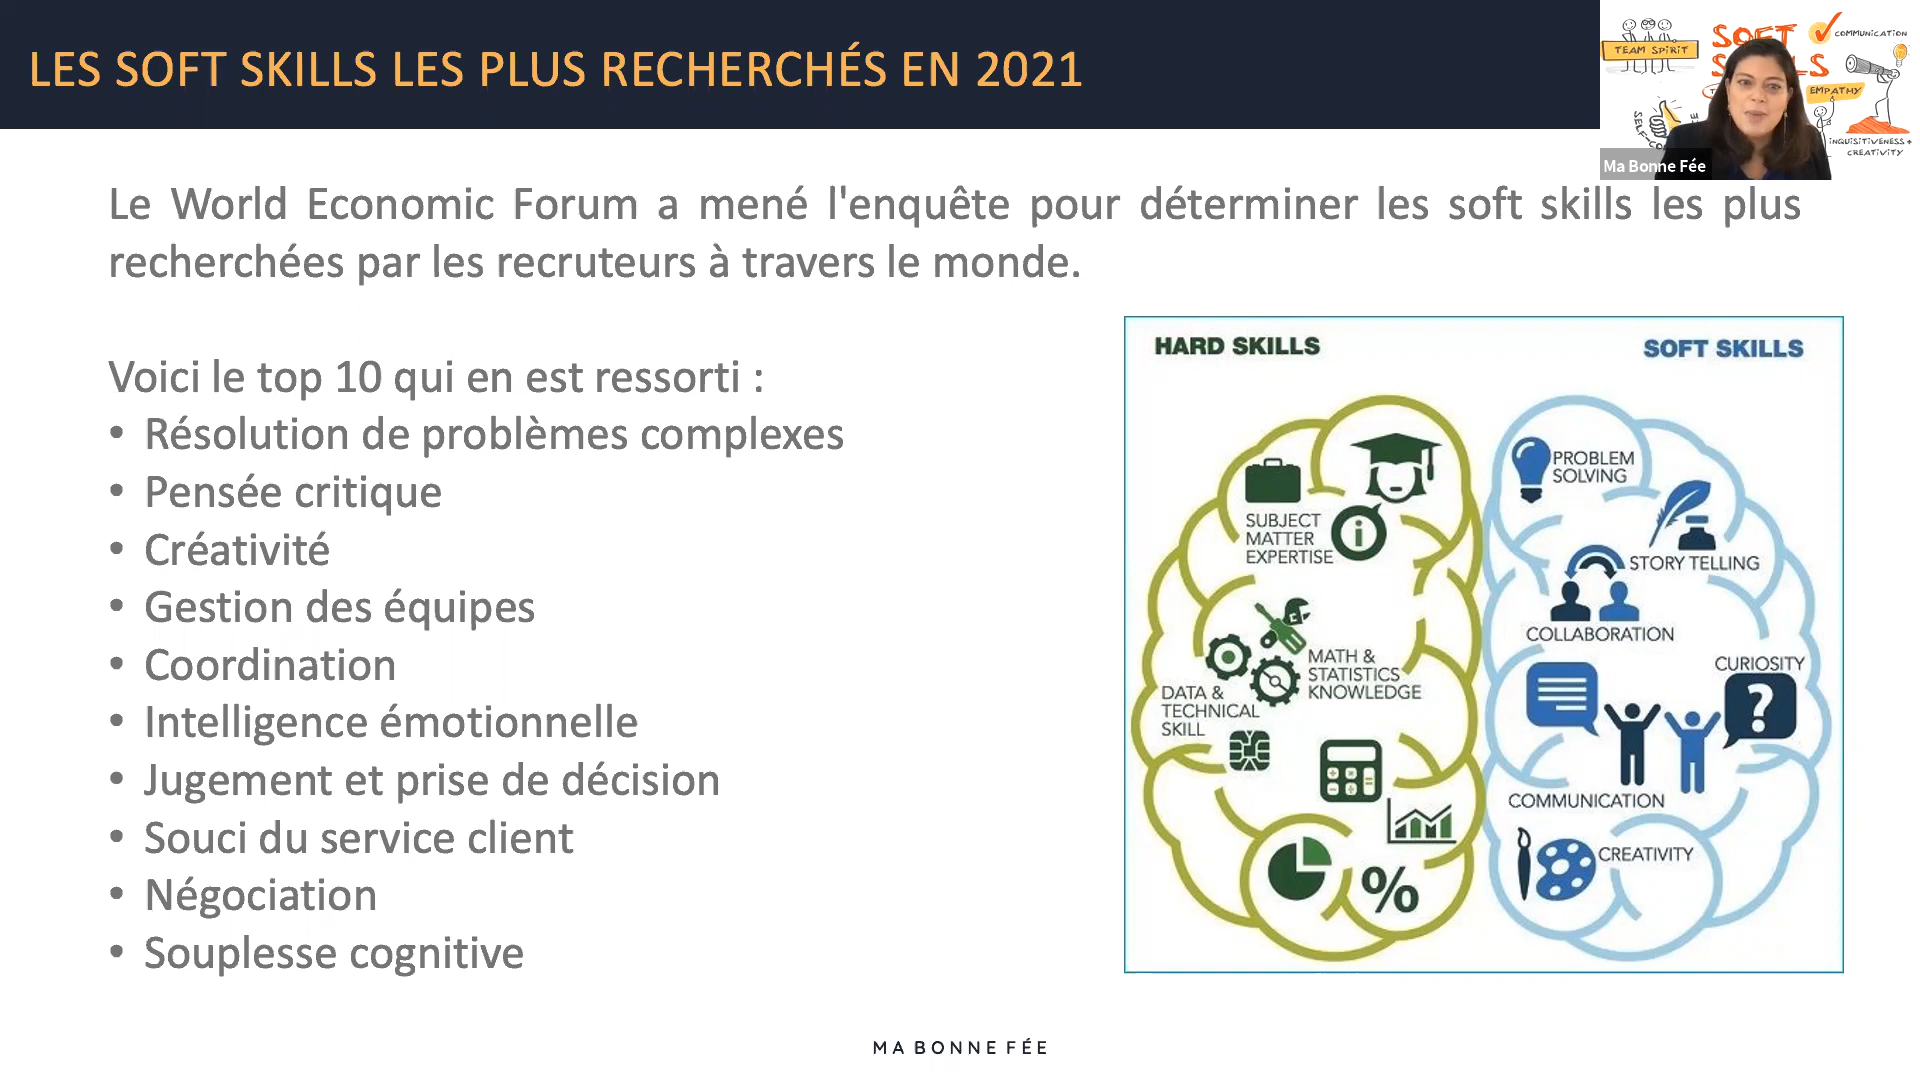 LES SOFT SKILLS LES PLUS RECHERCHÉS EN 2021
TEAM SPIRIT
COMMUNICATION
EMPATHY
INQUISITIVENESS +
CREATIVITY
Ma Bonne Fée
Le World Economic Forum a mené l'enquête pour déterminer les soft skills les plus
recherchées par les recruteurs à travers le monde.
Voici le top 10 qui en est ressorti :
• Résolution de problèmes complexes
• Pensée critique
• Créativité
• Gestion des équipes
• Coordination
• Intelligence émotionnelle
• Jugement et prise de décision
• Souci du service client
• Négociation
• Souplesse cognitive
HARD SKILLS
SUBJECT
MATTER
EXPERTISE
MATH &
STATISTICS
KNOWLEDGE
DATA &
TECHNICAL
SKILL
%
SOFT SKILLS
PROBLEM
SOLVING
STORY TELLING
COLLABORATION
CURIOSITY
?
COMMUNICATION
CREATIVITY
MA BONNE FÉE